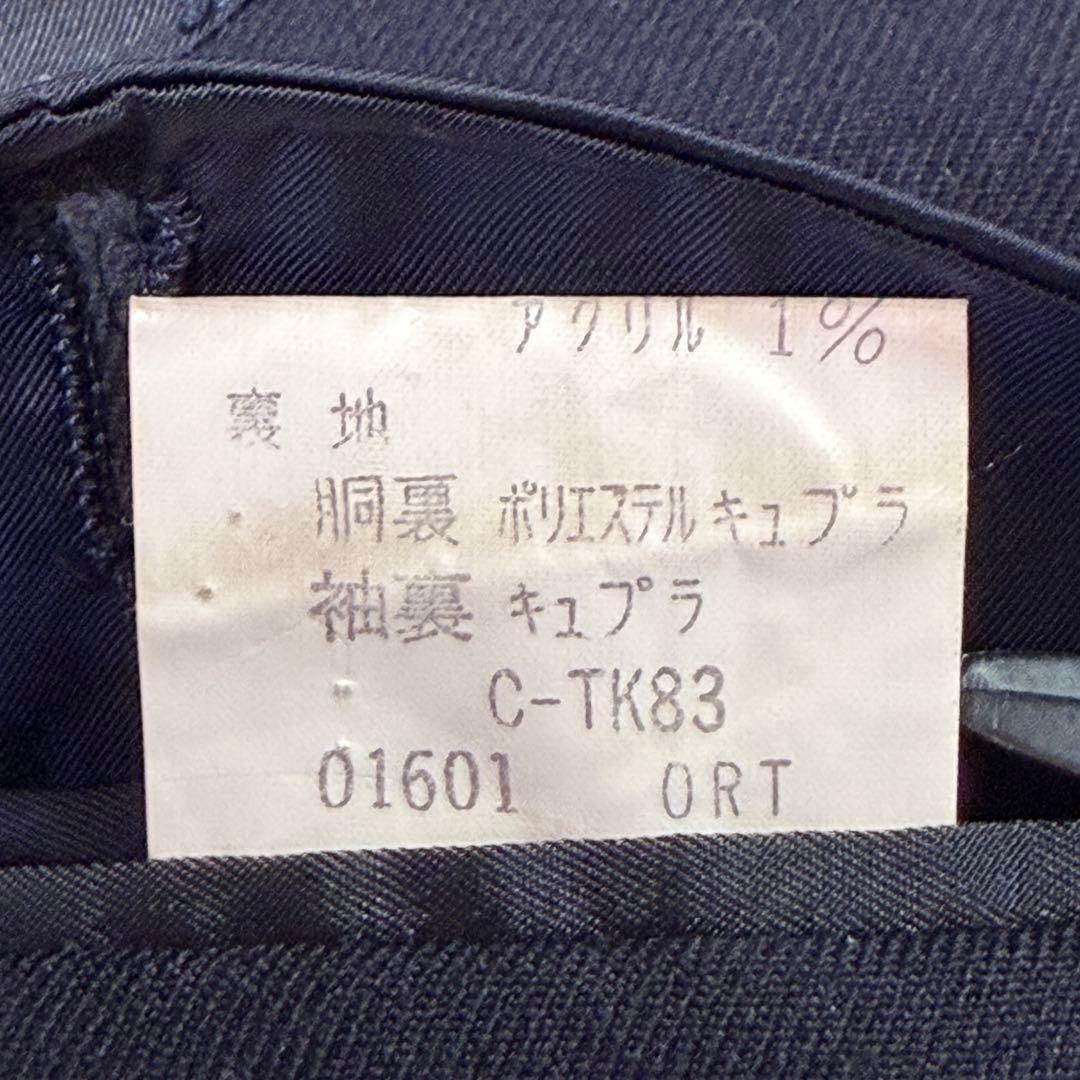 アクリル 1%
裏 地
胴裏 ポリエステル キュプラ
袖裏 キュプラ
C-TK83
01601 ORT